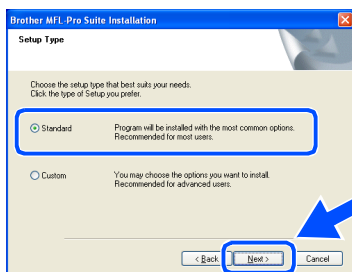 Brother MFL-Pro Suite Installation
Setup Type
Choose the setup type that best suits your needs.
Click the type of Setup you prefer.
Standard
Program will be installed with the most common options.
Recommended for most users.
Custom
You may choose the options you want to install.
Recommended for advanced users.
< Back
Next >
Cancel